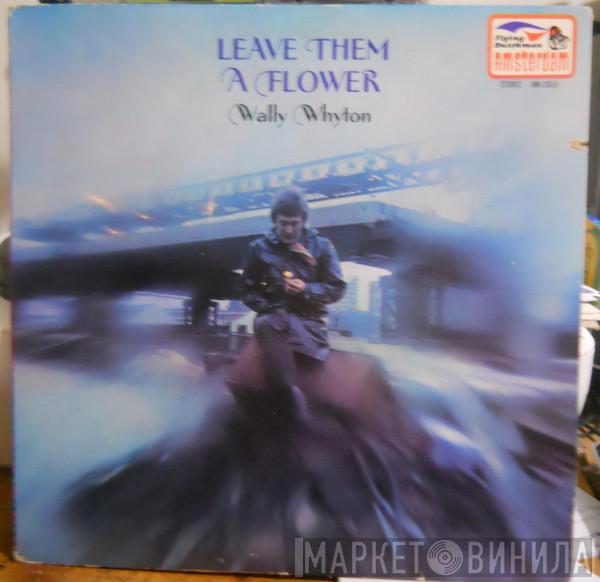 LEAVE THEM
A FLOWER
Wally Whyton
Flying
Dutchman
Amsterdam
STEREO
МАРКЕТ ВИНИЛА